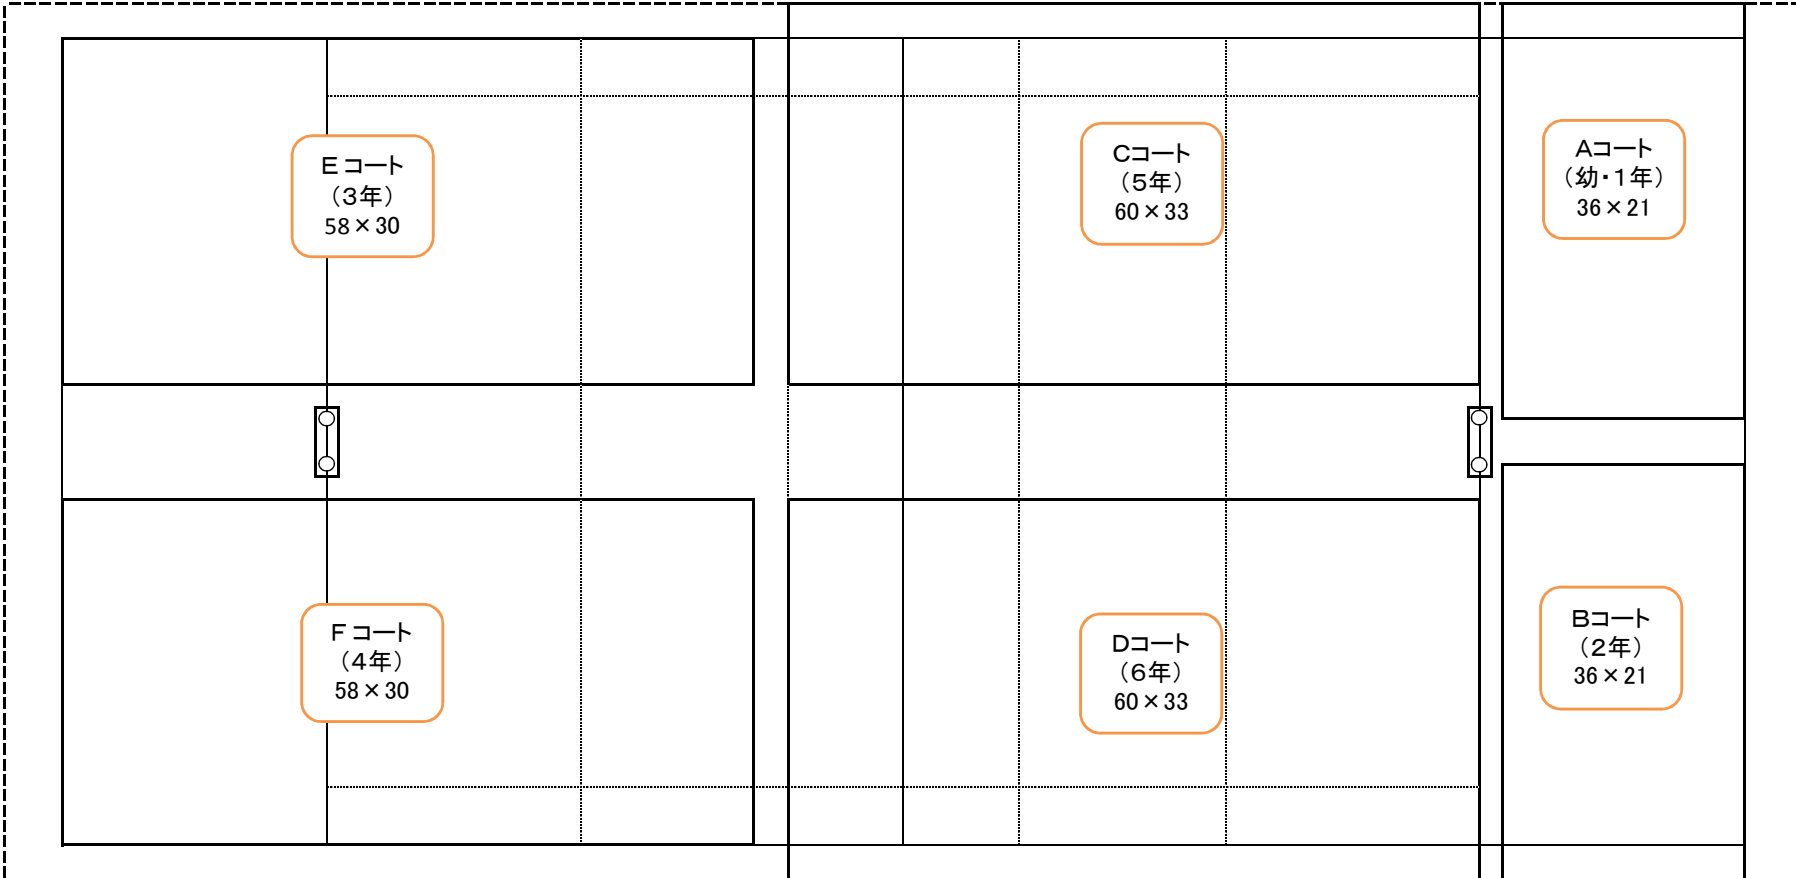 E コート
（3年）
58×30
Cコート
（5年）
60×33
Aコート
（幼・1年）
36×21
F コート
（4年）
58×30
Dコート
（6年）
60×33
Bコート
（2年）
36×21